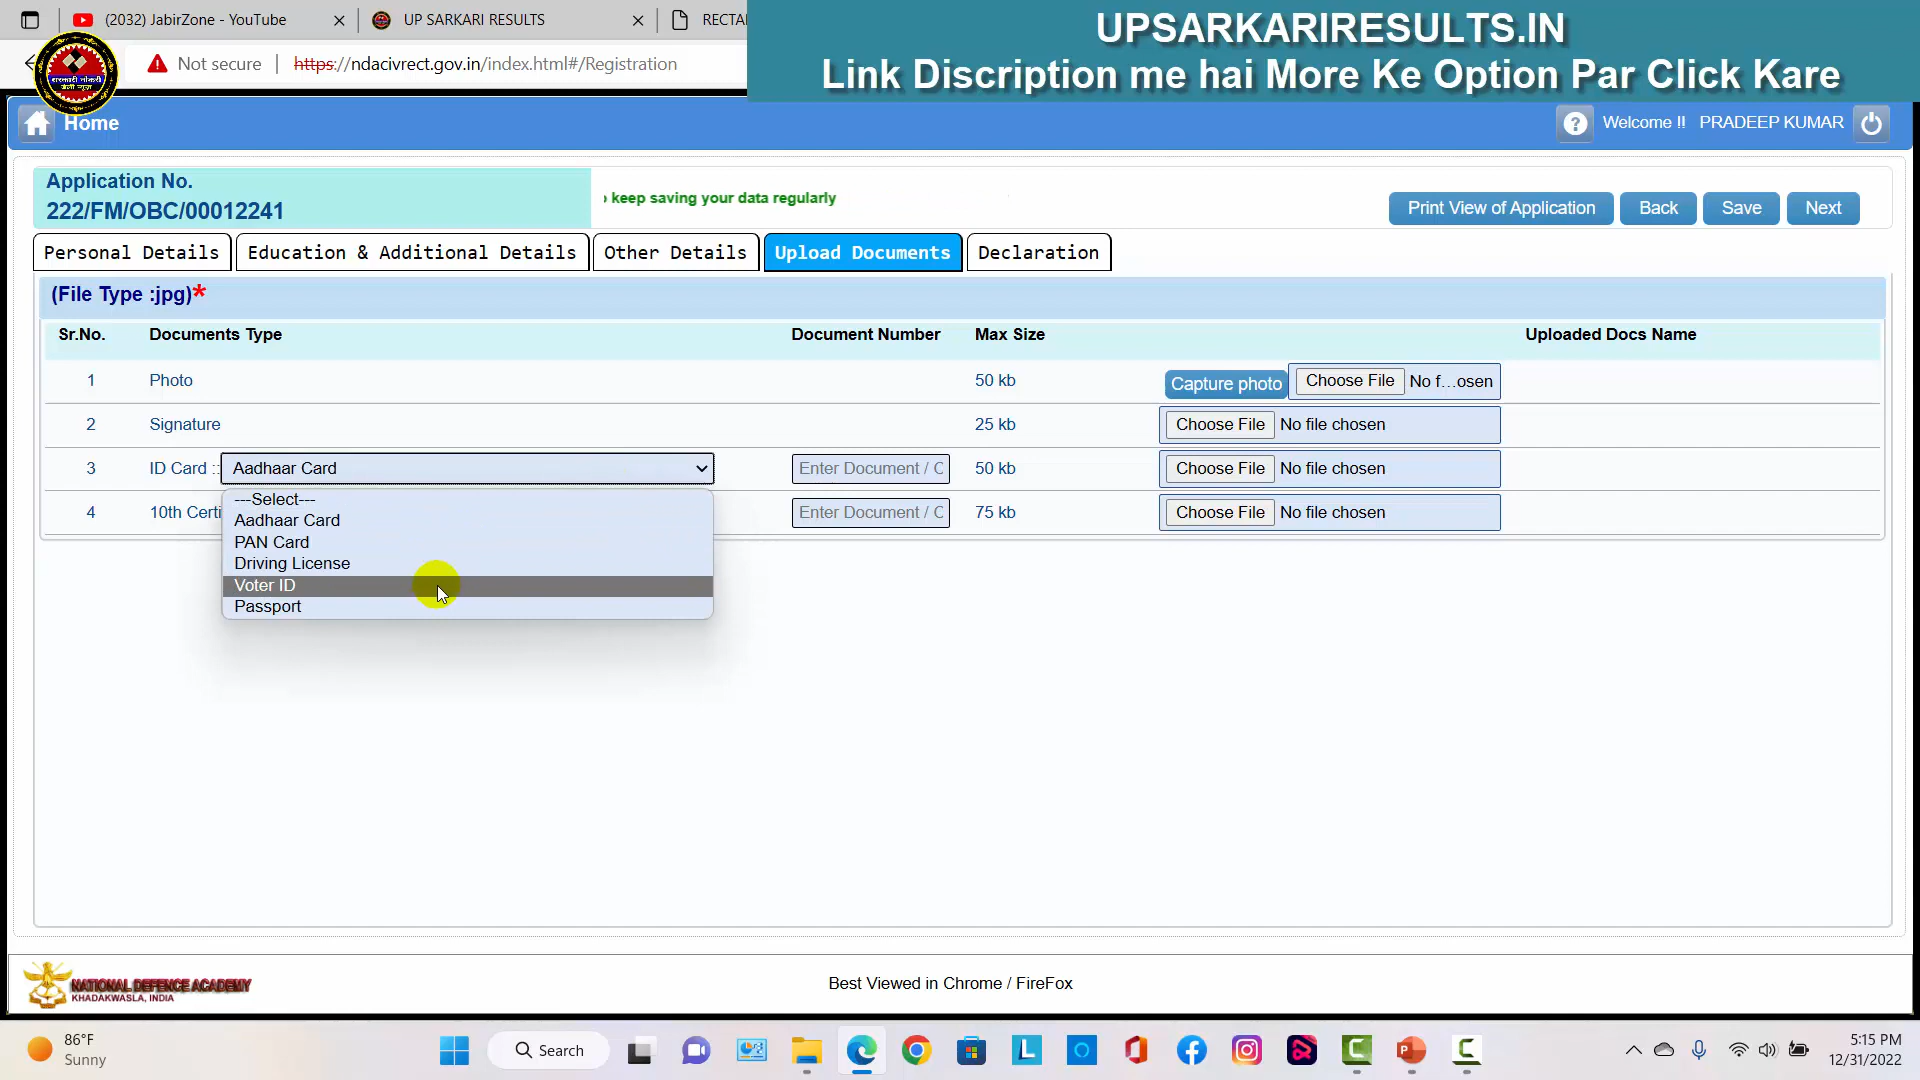 (2032) JabirZone - YouTube
UP SARKARI RESULTS
RECTA
UPSARKARIRESULTS.IN
Link Discription me hai More Ke Option Par Click Kare
Not secure
https://ndacivrect.gov.in/index.html#/Registration
सरकारी नौकरी
Home
Welcome !! PRADEEP KUMAR
Application No.
222/FM/OBC/00012241
keep saving your data regularly
Print View of Application
Back
Save
Next
Personal Details
Education & Additional Details
Other Details
Upload Documents
Declaration
(File Type :jpg)*
Sr.No. Documents Type Document Number Max Size Uploaded Docs Name
1 Photo 50 kb Capture photo Choose File No f...osen
2 Signature 25 kb Choose File No file chosen
3 ID Card :: Aadhaar Card Enter Document / C 50 kb Choose File No file chosen
---Select---
Aadhaar Card
PAN Card
Driving License
Voter ID
Passport
4 10th Certi Enter Document / C 75 kb Choose File No file chosen
NATIONAL DEFENCE ACADEMY
KHADAKWASLA, INDIA
Best Viewed in Chrome / FireFox
86°F
Sunny
Search
5:15 PM
12/31/2022